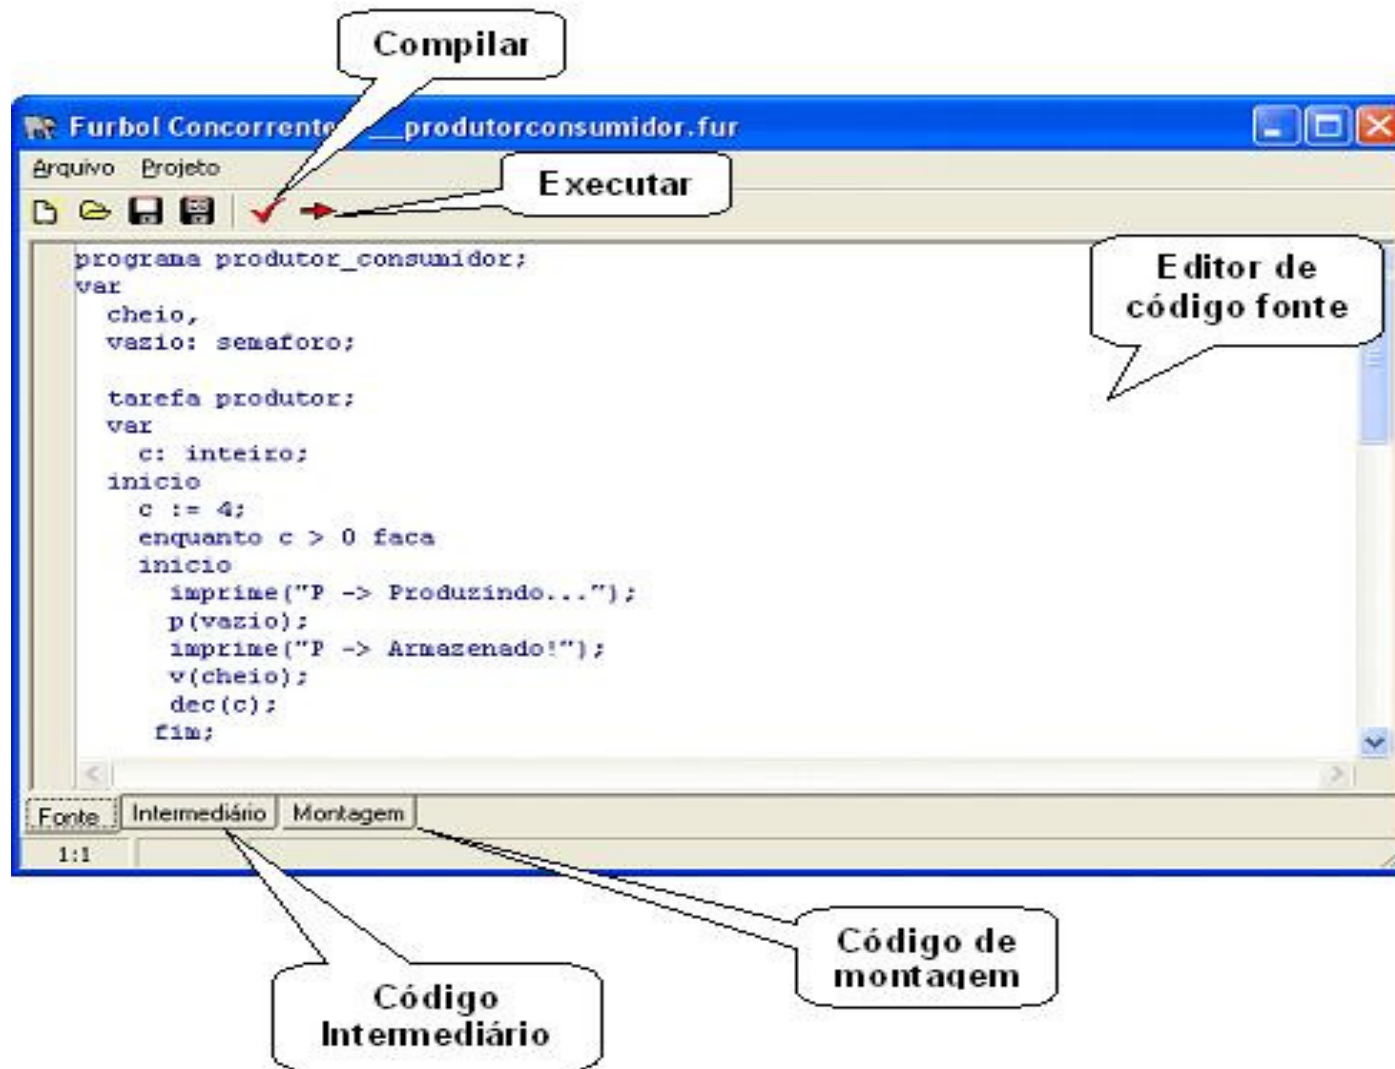 Compilar
Furbol Concorrente __produtorconsumidor.fur
Arquivo Projeto
Executar
programa produtor_consumidor;
var
cheio,
vazio: semaforo;
Editor de
código fonte
tarefa produtor;
var
c: inteiro;
inicio
c := 4;
enquanto c > 0 faca
inicio
imprime("P -> Produzindo...");
p(vazio);
imprime("P -> Armazenado!");
v(cheio);
dec(c);
fim;
Fonte Intermediário Montagem
1:1
Código de
montagem
Código
Intermediário